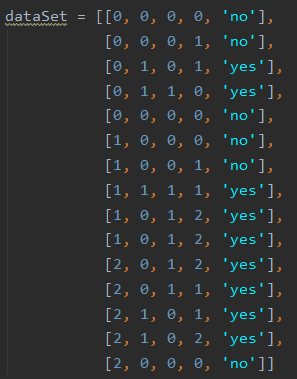 dataSet = [[0, 0, 0, 0, 'no'],
[0, 0, 0, 1, 'no'],
[0, 1, 0, 1, 'yes'],
[0, 1, 1, 0, 'yes'],
[0, 0, 0, 0, 'no'],
[1, 0, 0, 0, 'no'],
[1, 0, 0, 1, 'no'],
[1, 1, 1, 1, 'yes'],
[1, 0, 1, 2, 'yes'],
[1, 0, 1, 2, 'yes'],
[2, 0, 1, 2, 'yes'],
[2, 0, 1, 1, 'yes'],
[2, 1, 0, 1, 'yes'],
[2, 1, 0, 2, 'yes'],
[2, 0, 0, 0, 'no']]